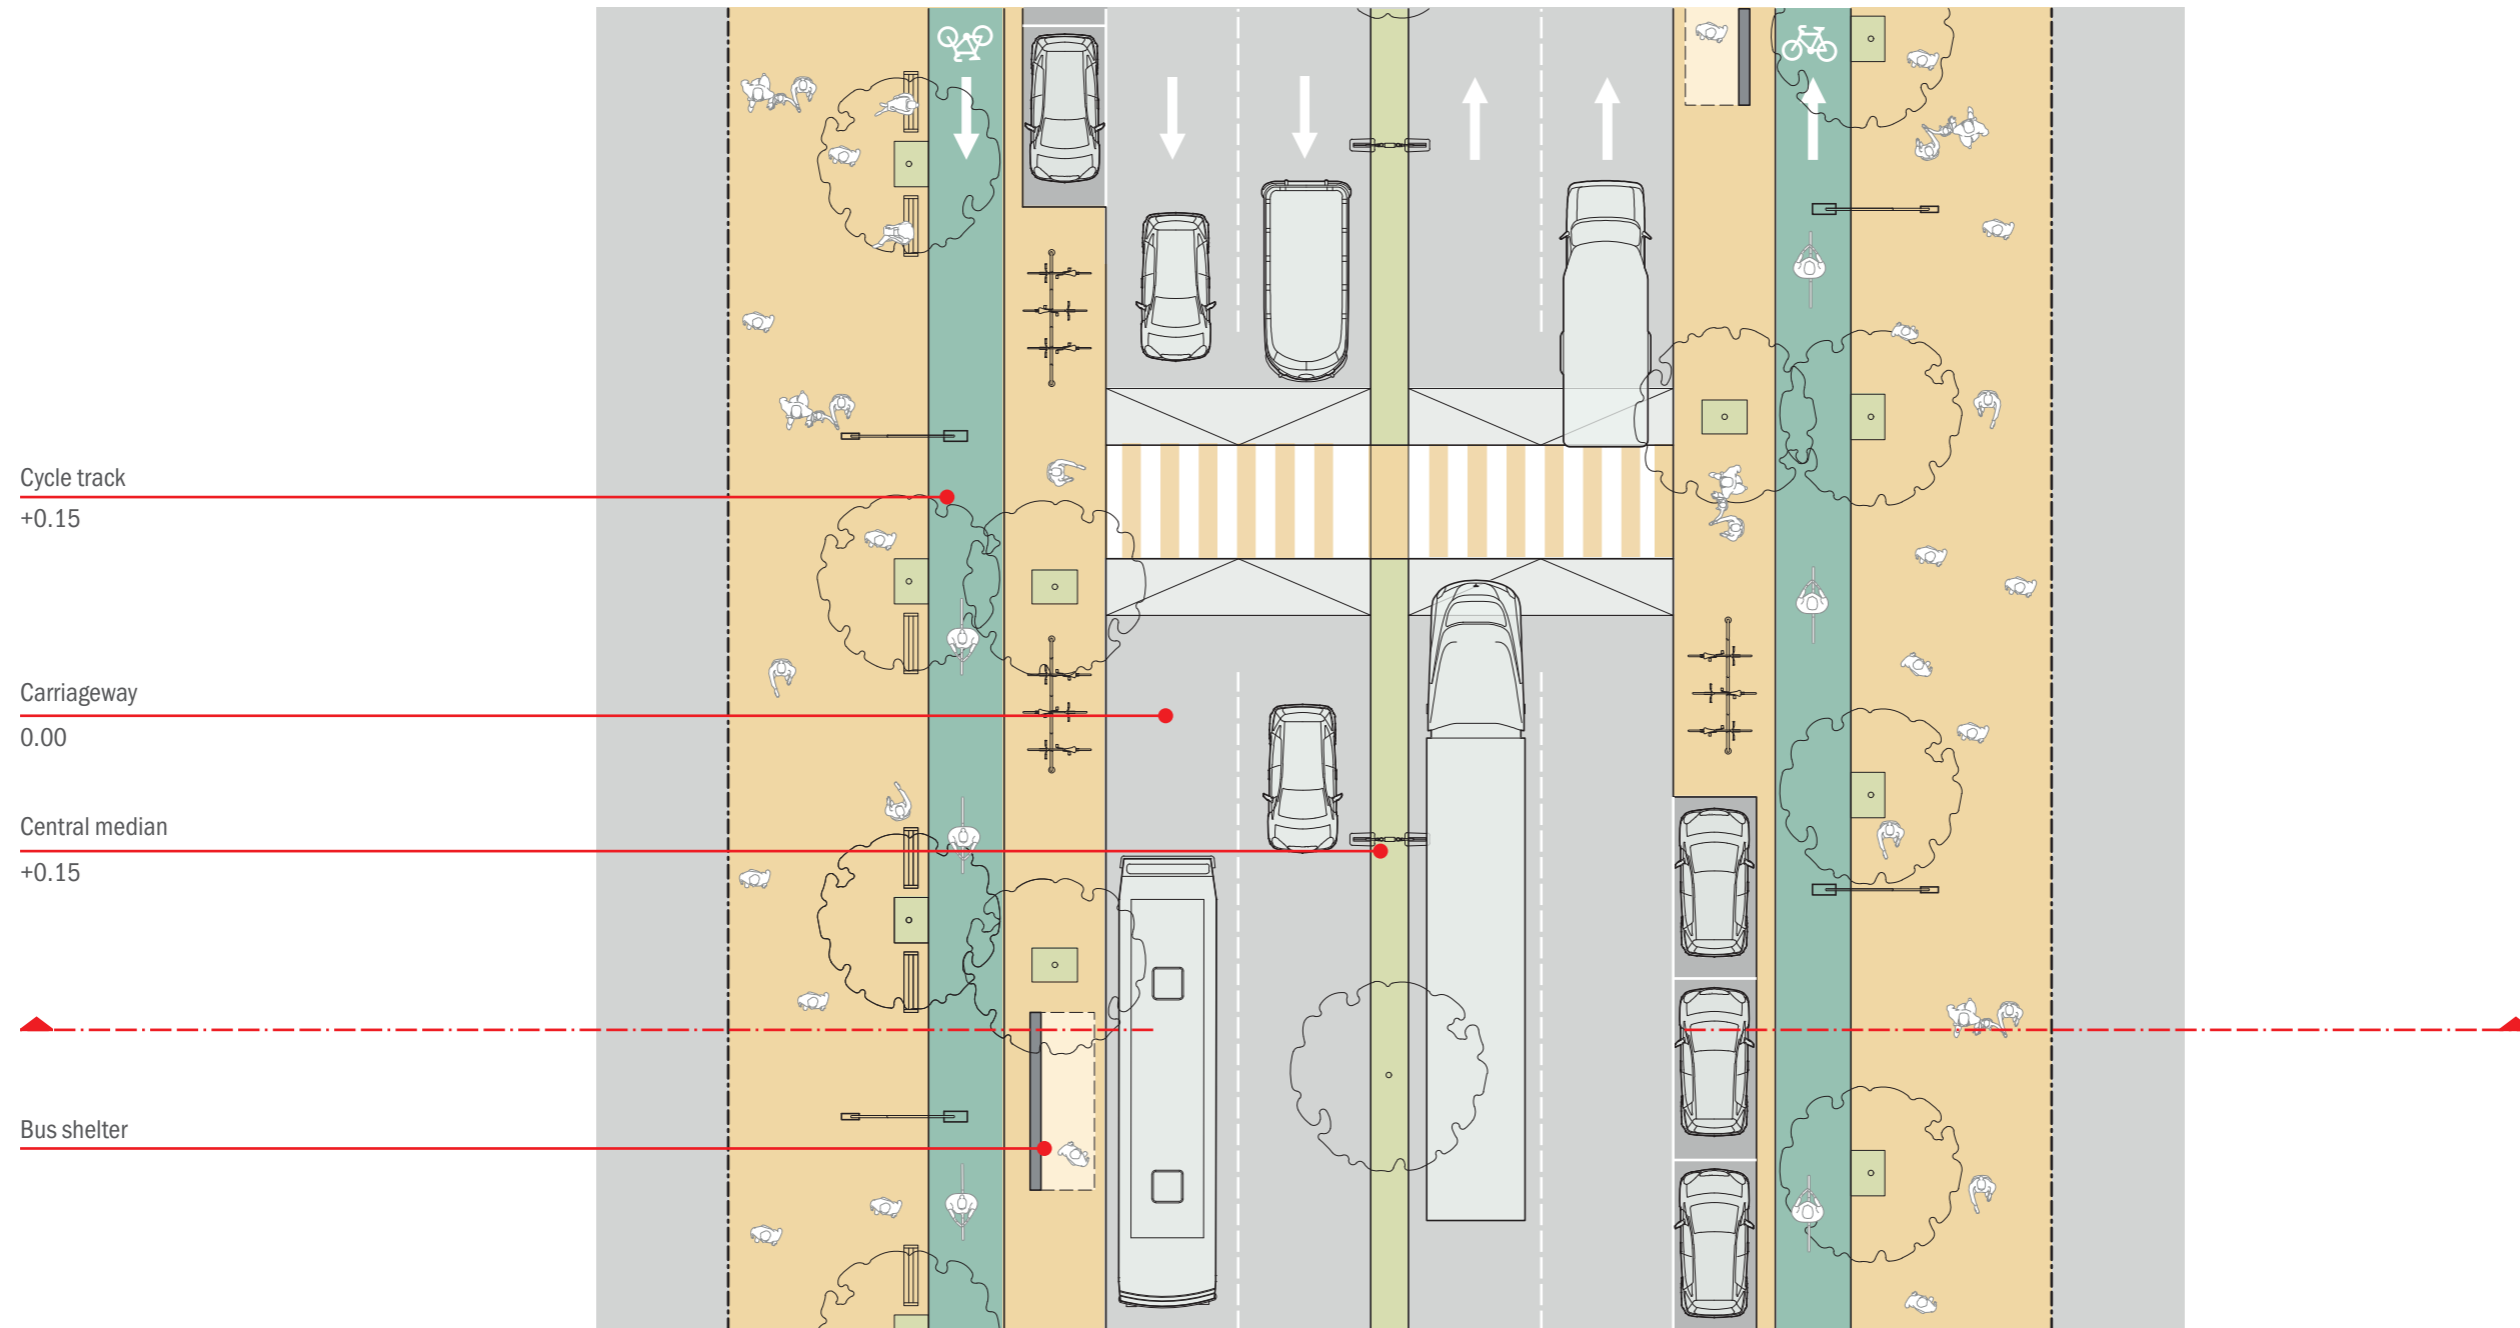 Cycle track
+0.15
Carriageway
0.00
Central median
+0.15
Bus shelter